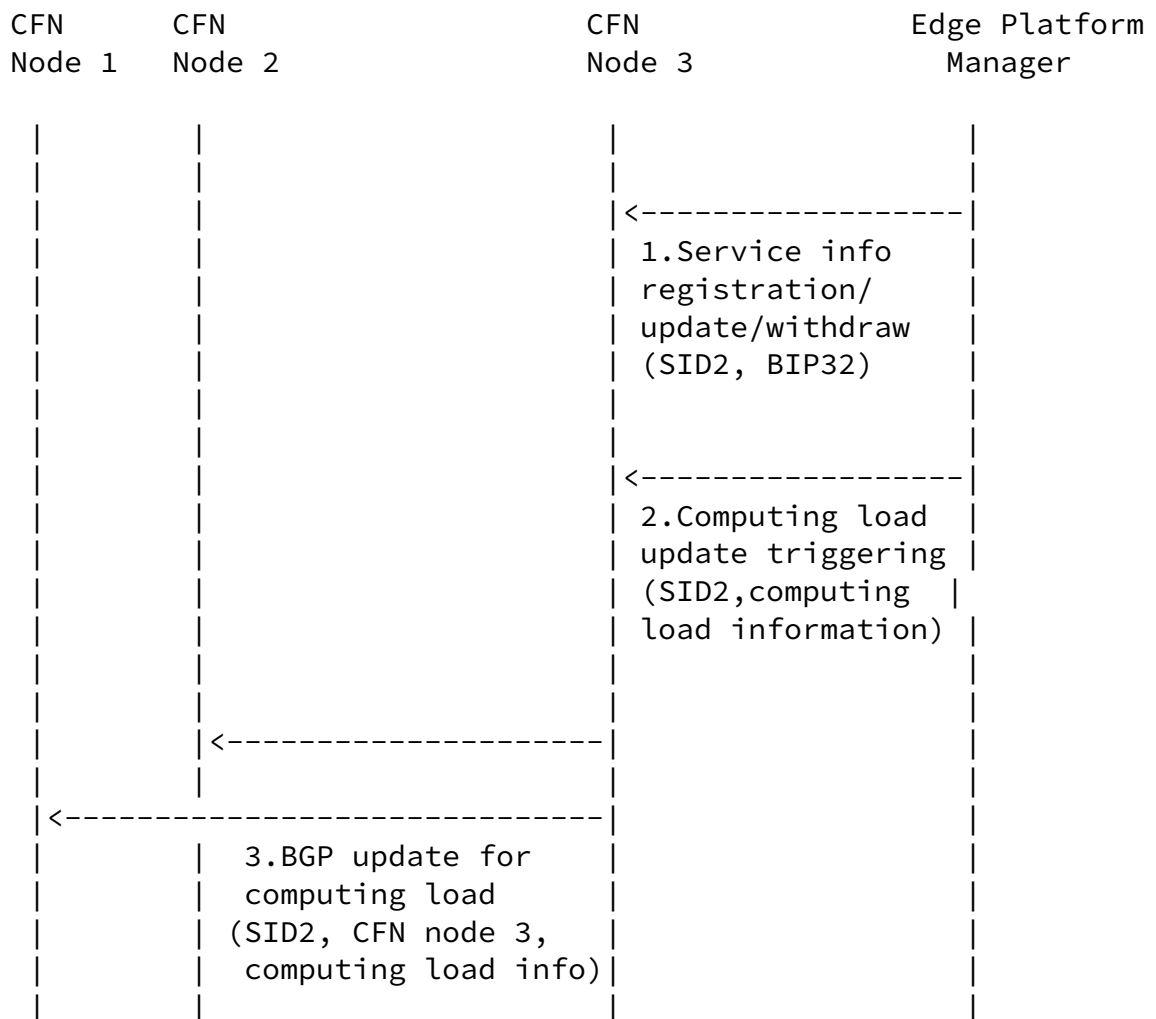 CFN CFN CFN Edge Platform
Node 1 Node 2 Node 3 Manager
1.Service info
registration/
update/withdraw
(SID2, BIP32)
2.Computing load
update triggering
(SID2,computing
load information)
3.BGP update for
computing load
(SID2, CFN node 3,
computing load info)